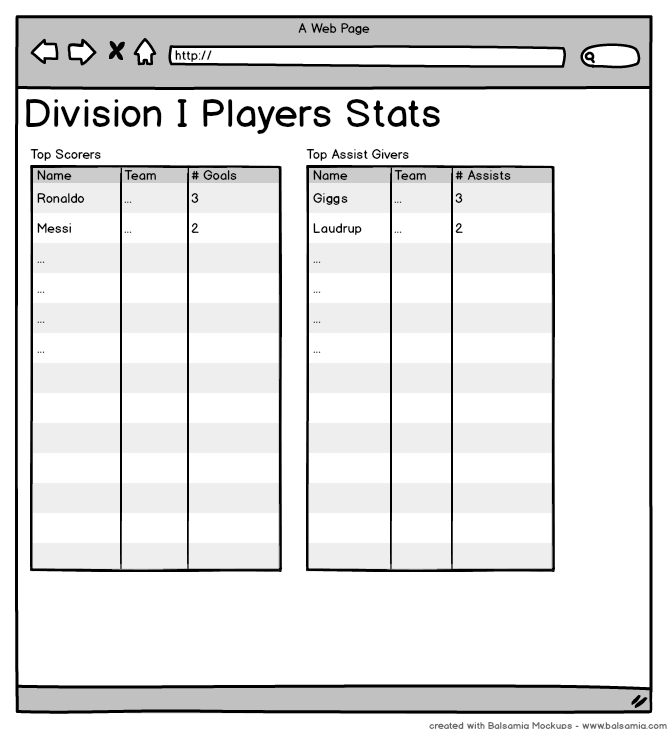 A Web Page
http://
Division I Players Stats
Top Scorers
Name Team # Goals
Ronaldo ... 3
Messi ... 2
...
...
...
...
Top Assist Givers
Name Team # Assists
Giggs ... 3
Laudrup ... 2
...
...
...
...
created with Balsamiq Mockups - www.balsamiq.com